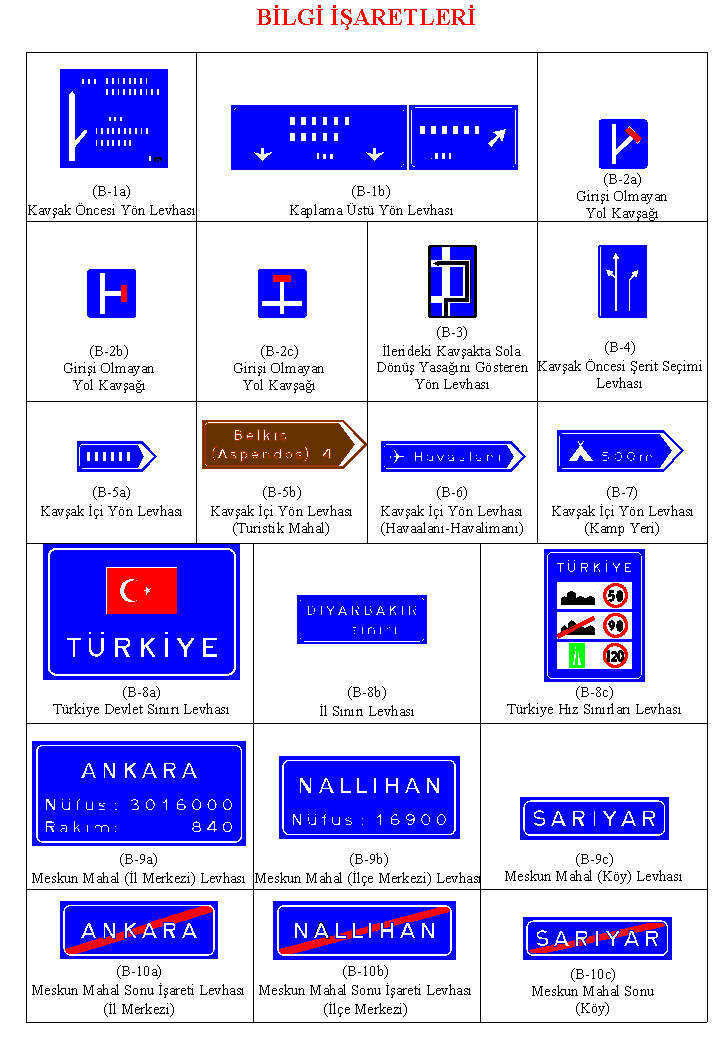 BİLGİ İŞARETLERİ
(B-1a)
Kavşak Öncesi Yön Levhası
(B-1b)
Kaplama Üstü Yön Levhası
(B-2a)
Girişi Olmayan
Yol Kavşağı
(B-2b)
Girişi Olmayan
Yol Kavşağı
(B-2c)
Girişi Olmayan
Yol Kavşağı
(B-3)
İlerideki Kavşakta Sola
Dönüş Yasağını Gösteren
Yön Levhası
(B-4)
Kavşak Öncesi Şerit Seçimi
Levhası
(B-5a)
Kavşak İçi Yön Levhası
Belkıs
(Aspendos) 4
(B-5b)
Kavşak İçi Yön Levhası
(Turistik Mahal)
Havaalanı
(B-6)
Kavşak İçi Yön Levhası
(Havaalanı-Havalimanı)
500m
(B-7)
Kavşak İçi Yön Levhası
(Kamp Yeri)
TÜRKİYE
(B-8a)
Türkiye Devlet Sınırı Levhası
DİYARBAKIR
sınırı
(B-8b)
İl Sınırı Levhası
TÜRKİYE
50
90
120
(B-8c)
Türkiye Hız Sınırları Levhası
ANKARA
Nüfus: 3016000
Rakım: 840
(B-9a)
Meskun Mahal (İl Merkezi) Levhası
NALLIHAN
Nüfus: 16900
(B-9b)
Meskun Mahal (İlçe Merkezi) Levhası
SARIYAR
(B-9c)
Meskun Mahal (Köy) Levhası
ANKARA
(B-10a)
Meskun Mahal Sonu İşareti Levhası
(İl Merkezi)
NALLIHAN
(B-10b)
Meskun Mahal Sonu İşareti Levhası
(İlçe Merkezi)
SARIYAR
(B-10c)
Meskun Mahal Sonu
(Köy)